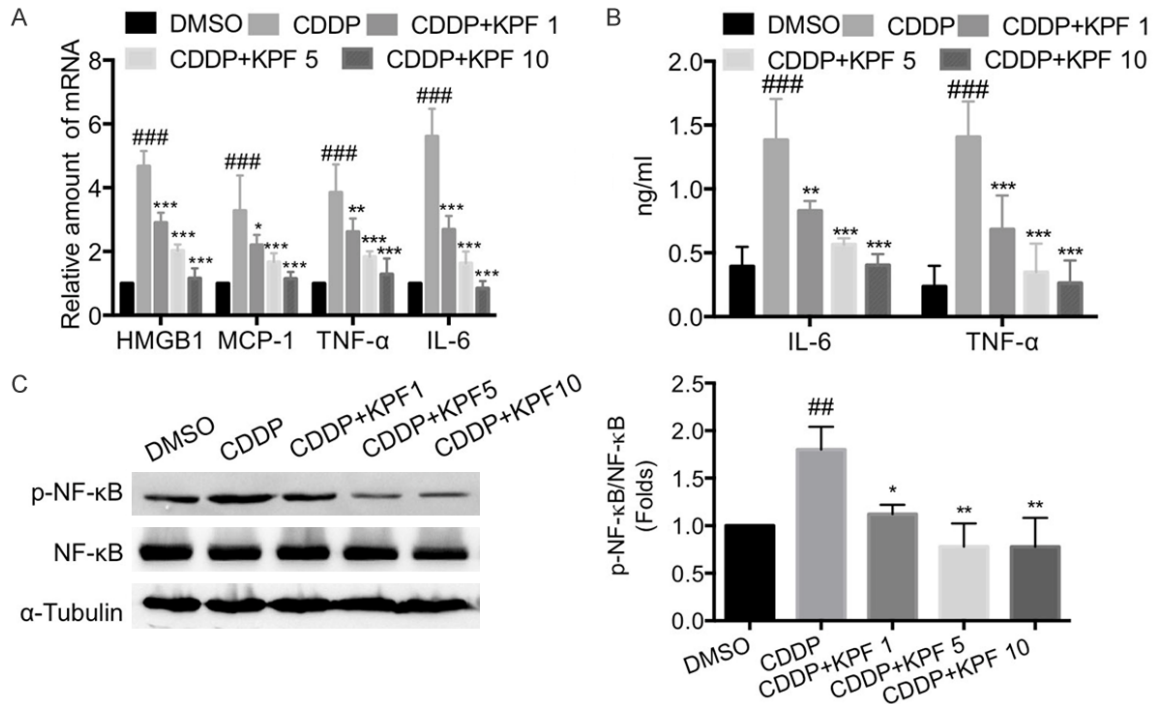 A
DMSO CDDP CDDP+KPF 1
CDDP+KPF 5 CDDP+KPF 10
Relative amount of mRNA
8
6
4
2
0
###
###
###
###
***
***
***
*
***
***
**
***
***
***
***
***
HMGB1 MCP-1 TNF-α IL-6
B
DMSO CDDP CDDP+KPF 1
CDDP+KPF 5 CDDP+KPF 10
ng/ml
2.0
1.5
1.0
0.5
0.0
###
###
**
***
***
***
***
***
IL-6 TNF-α
C
DMSO CDDP CDDP+KPF1 CDDP+KPF5 CDDP+KPF10
p-NF-κB
NF-κB
α-Tubulin
p-NF-κB/NF-κB
(Folds)
2.5
2.0
1.5
1.0
0.5
0.0
##
*
**
**
DMSO CDDP CDDP+KPF 1 CDDP+KPF 5 CDDP+KPF 10